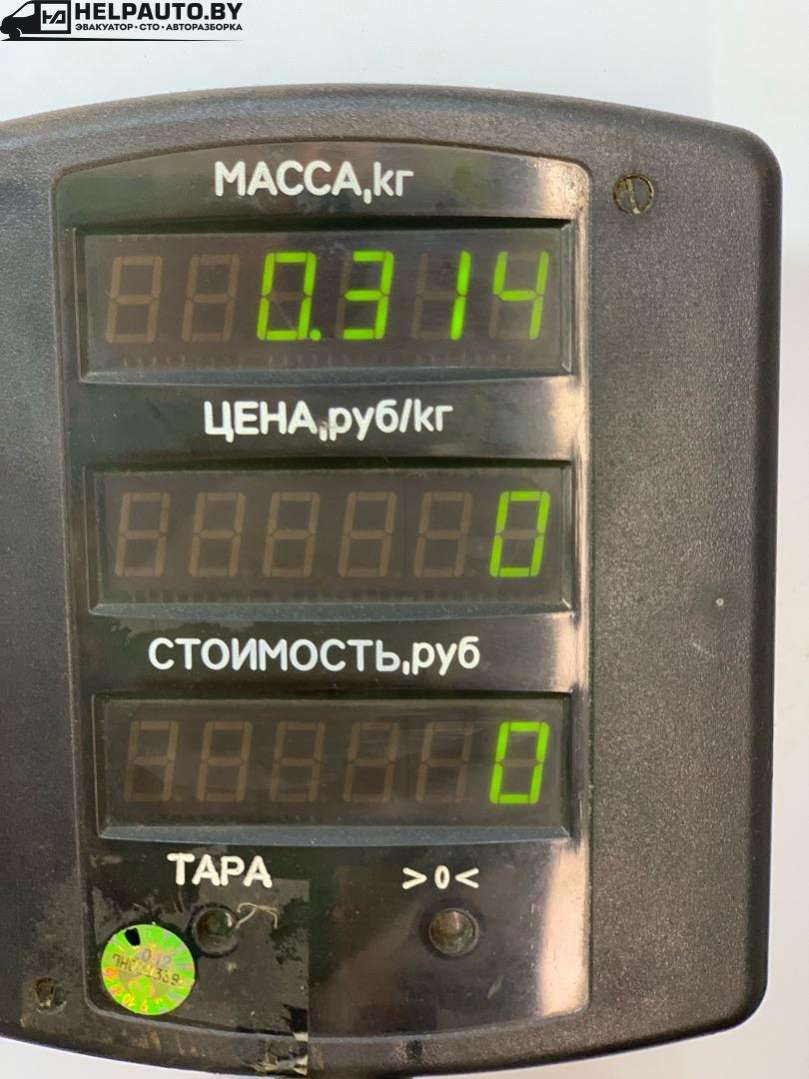 HELPAUTO.BY
ЭВАКУАТОР•СТО•АВТОРАЗБОРКА
МАССА,кг
0.314
ЦЕНА,руб/кг
0
СТОИМОСТЬ,руб
0
ТАРА >0<